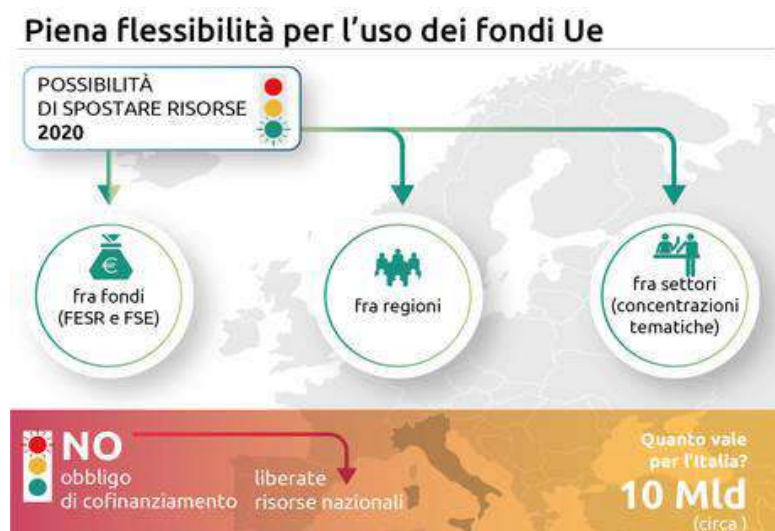 Piena flessibilità per l'uso dei fondi Ue
POSSIBILITÀ
DI SPOSTARE RISORSE
2020
€
fra fondi
(FESR e FSE)
fra regioni
fra settori
(concentrazioni
tematiche)
NO
obbligo
di cofinanziamento
liberate
risorse nazionali
Quanto vale
per l'Italia?
10 Mld
(circa )